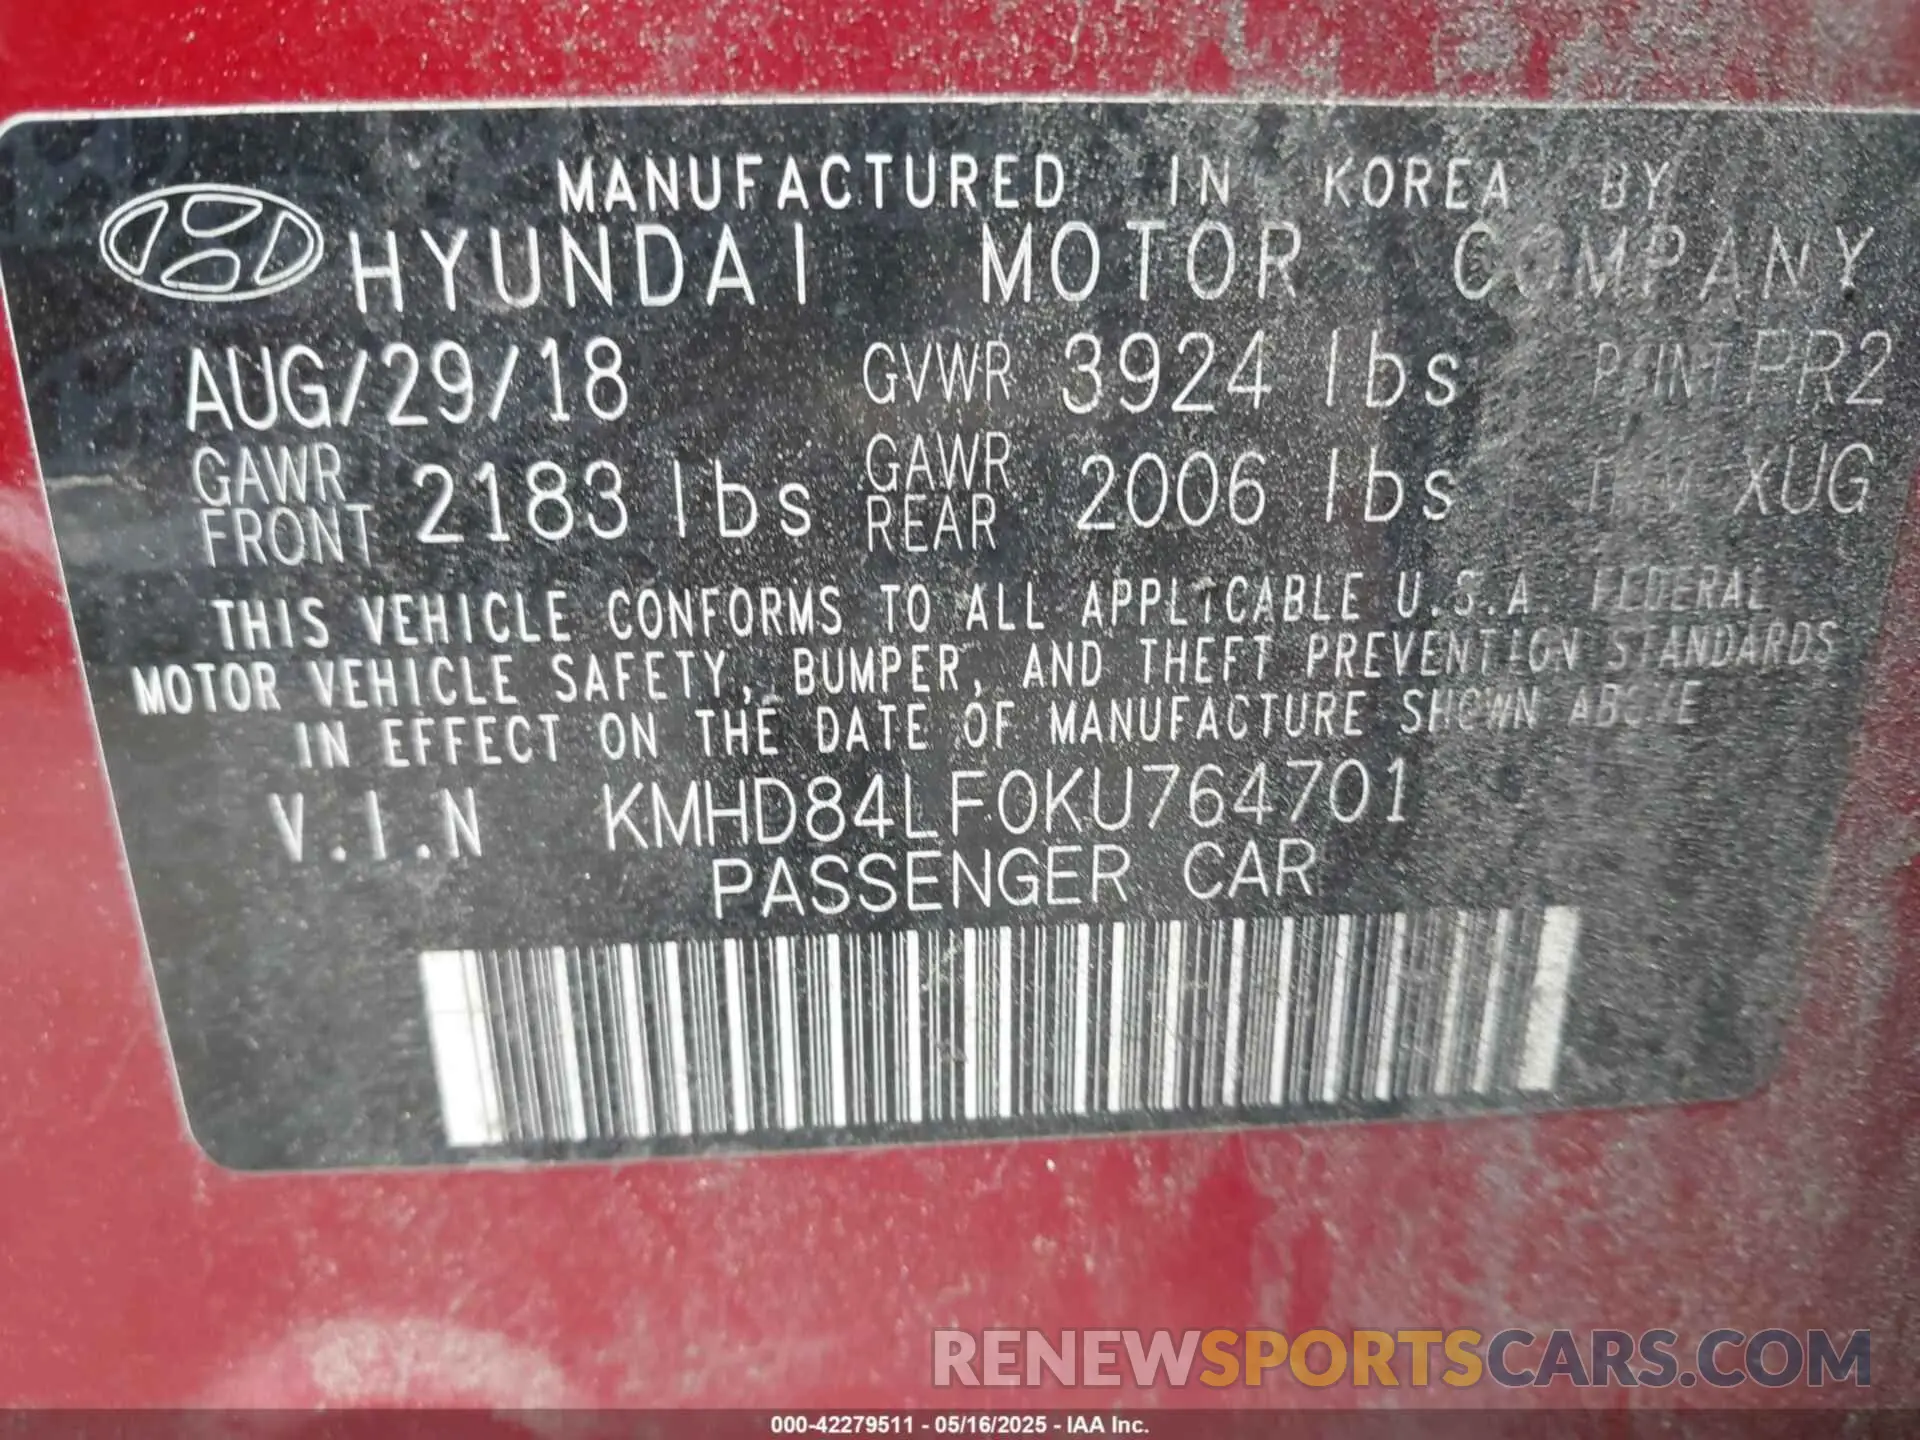 MANUFACTURED IN KOREA BY
HYUNDAI MOTOR COMPANY
AUG/29/18 GVWR 3924 lbs PAINT PR2
GAWR FRONT 2183 lbs GAWR REAR 2006 lbs XUG
THIS VEHICLE CONFORMS TO ALL APPLICABLE U.S.A. FEDERAL
MOTOR VEHICLE SAFETY, BUMPER, AND THEFT PREVENTION STANDARDS
IN EFFECT ON THE DATE OF MANUFACTURE SHOWN ABOVE
V.I.N KMHD84LF0KU764701
PASSENGER CAR
RENEWSPORTSCARS.COM
000-42279511 - 05/16/2025 - IAA Inc.